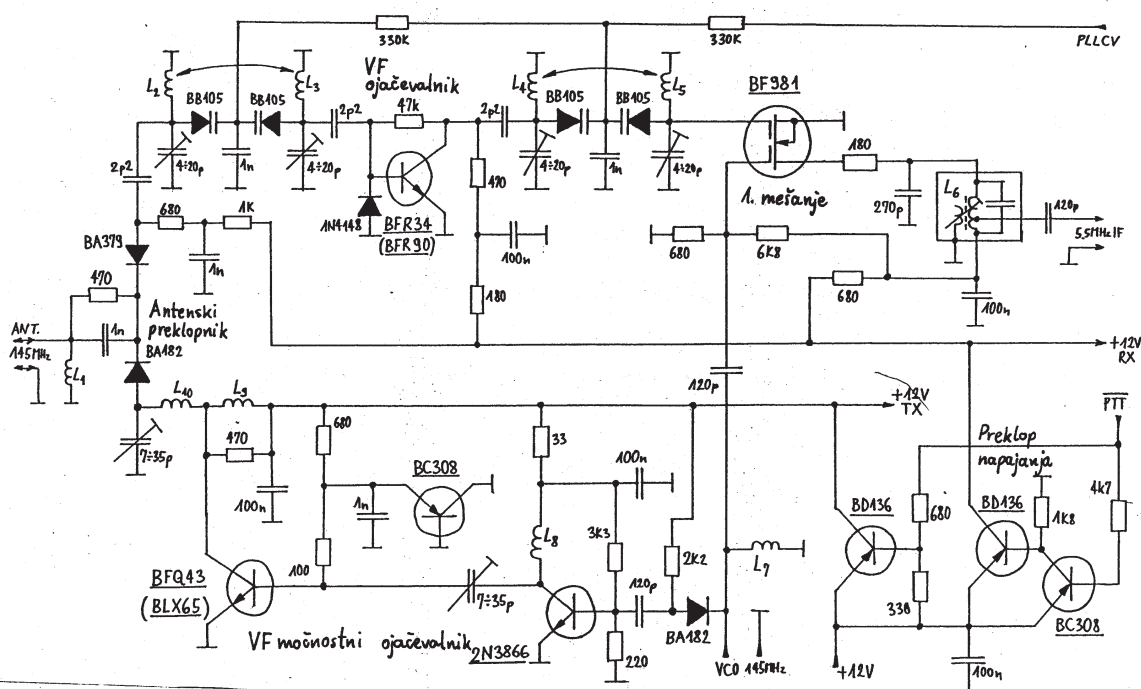 330K
330K
PLLCV
L2
L3
VF
ojačevalnik
L4
L5
BF981
BB105
BB105
2p2
47k
2p2
BB105
BB105
4÷20p
1n
4÷20p
4÷20p
1n
4÷20p
180
2p2
470
1. mešanje
270p
L6
120p
5.5MHz IF
680
1K
1N4148
BFR34
(BFR90)
100n
680
6K8
BA379
1n
470
180
680
100n
Antenski
preklopnik
ANT.
145MHz
1n
BA182
L1
+12V
RX
120p
L10
L9
+12V
TX
PTT
7÷35p
470
680
33
Preklop
napajanja
100n
BC308
100n
4k7
1n
BD136
680
BD136
1K8
L8
3K3
2K2
L7
100
BFQ43
(BLX65)
7÷35p
120p
330
BA182
BC308
VF močnostni ojačevalnik
2N3866
220
VCO 145MHz
+12V
100n